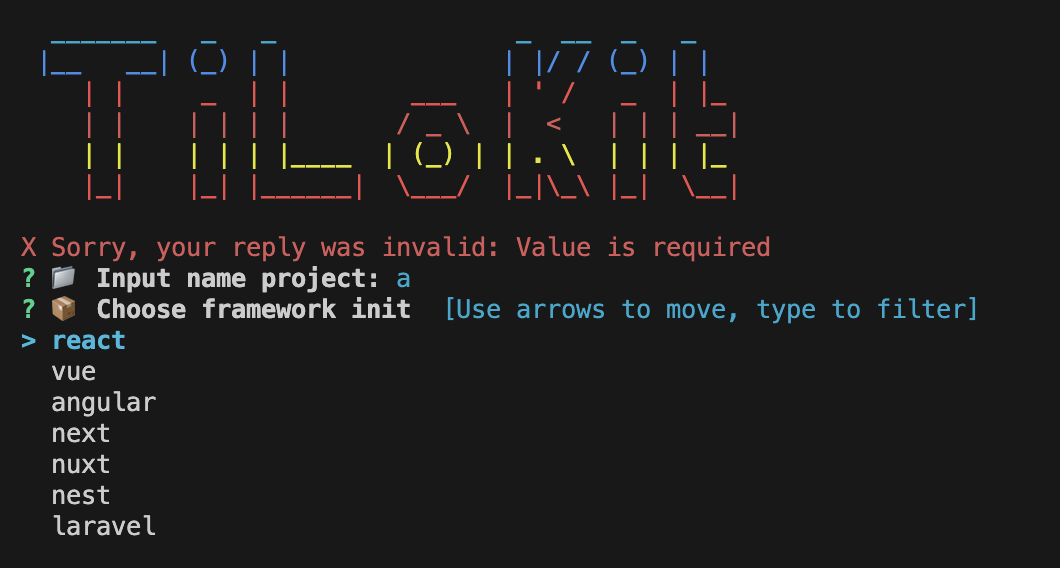 TiLoKit
X Sorry, your reply was invalid: Value is required
? 📁 Input name project: a
? 📦 Choose framework init  [Use arrows to move, type to filter]
> react
  vue
  angular
  next
  nuxt
  nest
  laravel